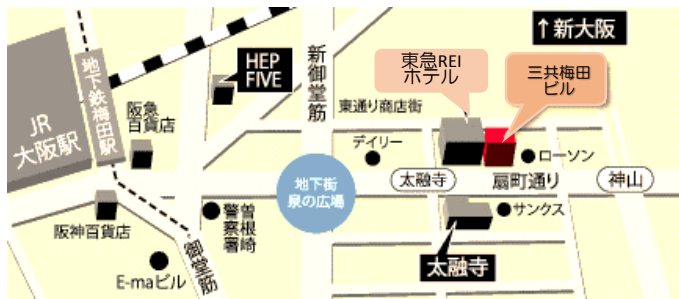 ↑新大阪
HEP
FIVE
東急REI
ホテル
三共梅田
ビル
新御堂筋
地下鉄梅田駅
JR
大阪駅
阪急
百貨店
東通り商店街
デイリー
ローソン
太融寺
扇町通り
神山
地下街
泉の広場
サンクス
阪神百貨店
曽根崎
警察署
御堂筋
E-maビル
太融寺